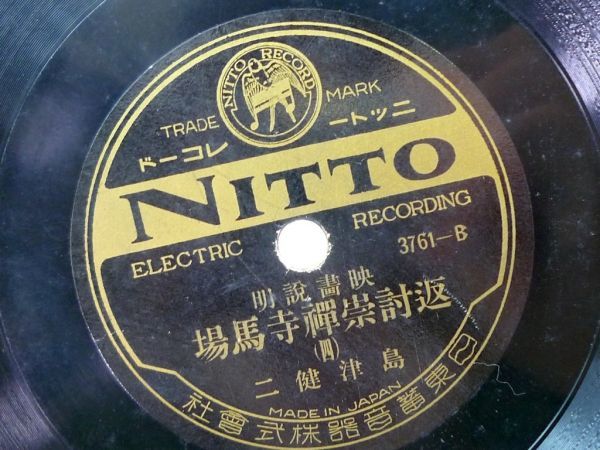 NITTO RECORD
TRADE MARK
ニットー レコード
NITTO
ELECTRIC RECORDING
3761-B
映畫説明
返討崇禪寺馬場
(四)
島津健二
MADE IN JAPAN
日東蓄音器株式會社